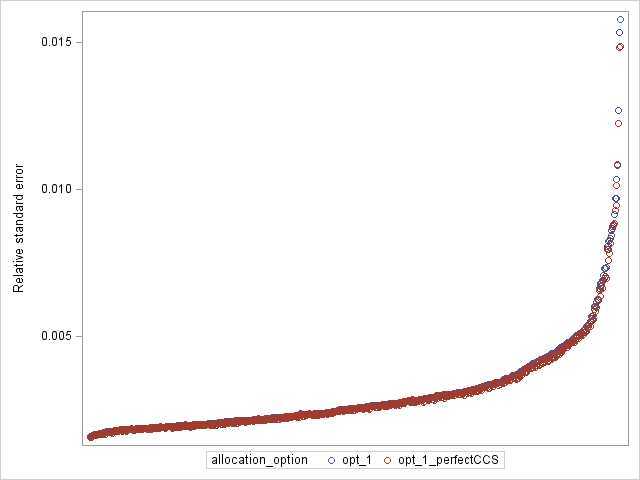 0.015
0.010
0.005
Relative standard error
allocation_option opt_1 opt_1_perfectCCS